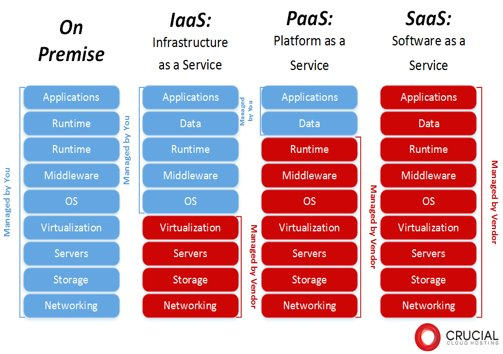 On
Premise
Applications
Runtime
Runtime
Middleware
OS
Virtualization
Servers
Storage
Networking
Managed by You
IaaS:
Infrastructure
as a Service
Applications
Data
Runtime
Middleware
OS
Virtualization
Servers
Storage
Networking
Managed by You
Managed by Vendor
PaaS:
Platform as a
Service
Applications
Data
Runtime
Middleware
OS
Virtualization
Servers
Storage
Networking
Managed
by You
Managed by Vendor
SaaS:
Software as a
Service
Applications
Data
Runtime
Middleware
OS
Virtualization
Servers
Storage
Networking
Managed by Vendor
CRUCIAL
CLOUD HOSTING